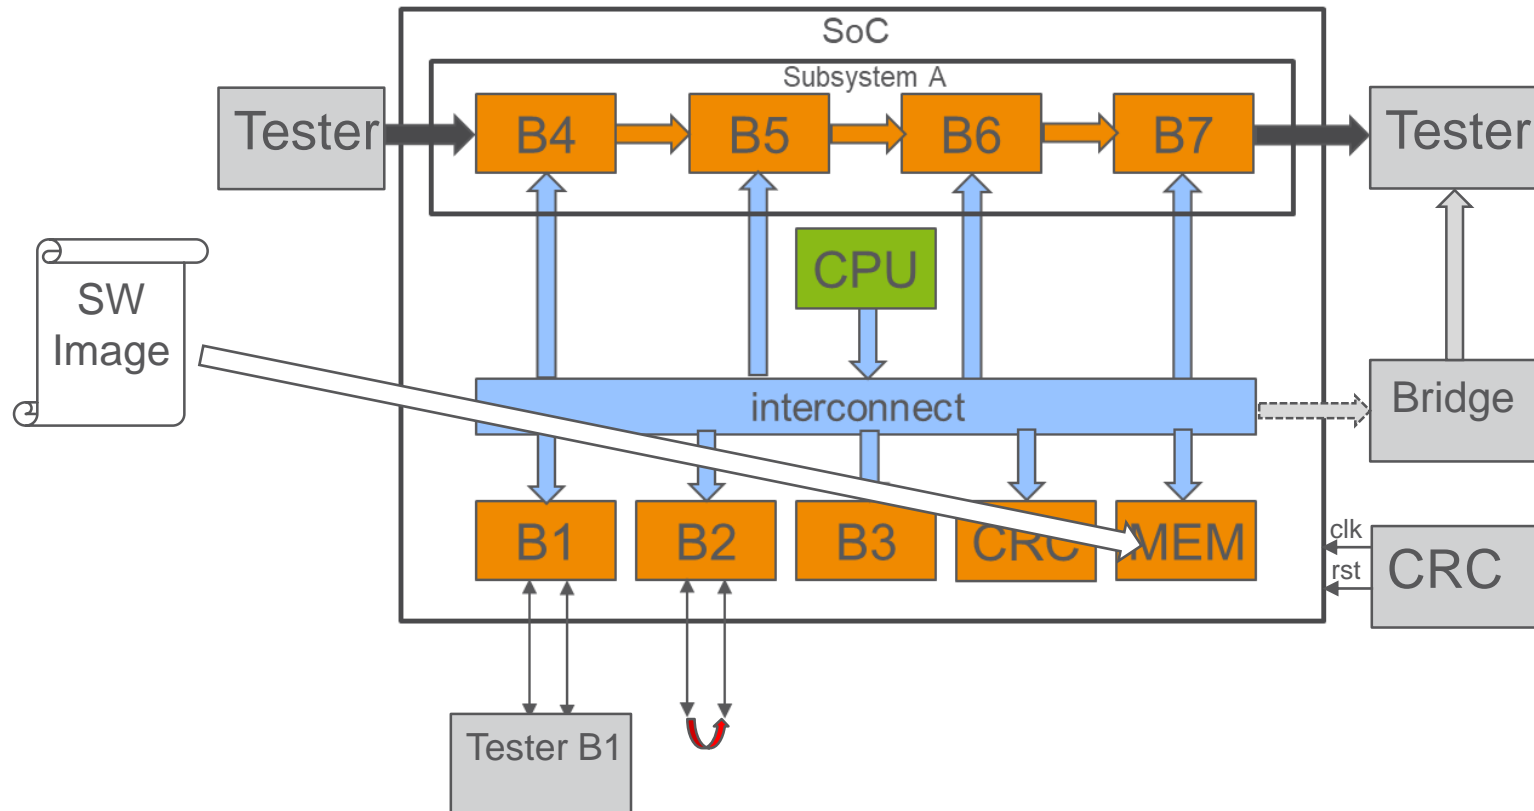 SoC
Subsystem A
Tester
B4
B5
B6
B7
Tester
SW
Image
CPU
interconnect
Bridge
B1
B2
B3
CRC
MEM
clk
rst
CRC
Tester B1